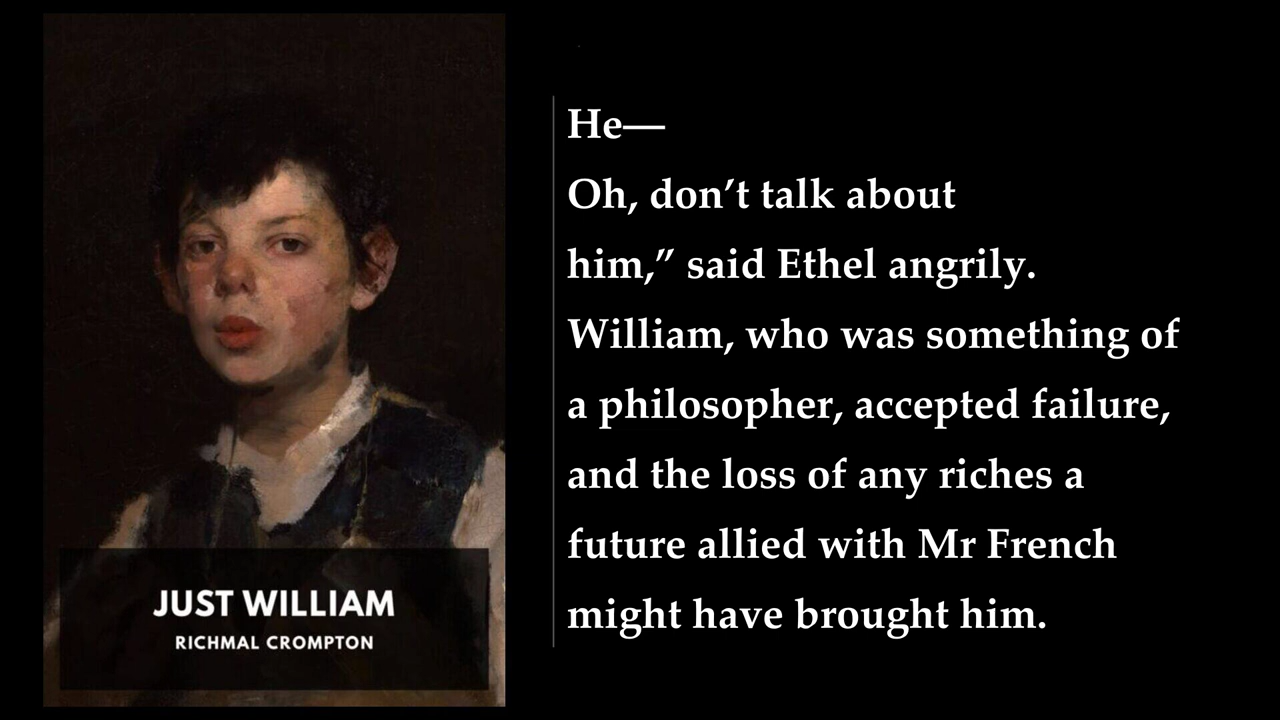 JUST WILLIAM
RICHMAL CROMPTON
He—
Oh, don’t talk about
him,” said Ethel angrily.
William, who was something of
a philosopher, accepted failure,
and the loss of any riches a
future allied with Mr French
might have brought him.